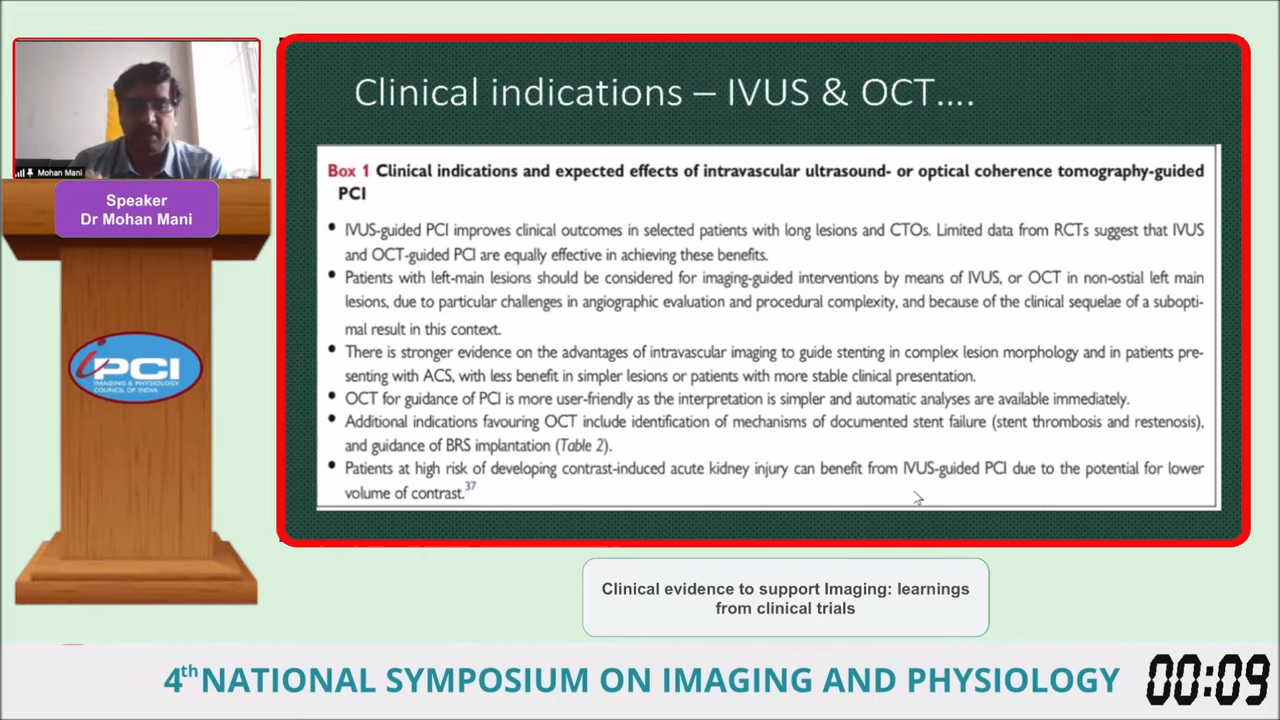 Clinical indications – IVUS & OCT....
Box 1 Clinical indications and expected effects of intravascular ultrasound- or optical coherence tomography-guided
PCI
• IVUS-guided PCI improves clinical outcomes in selected patients with long lesions and CTOs. Limited data from RCTs suggest that IVUS
and OCT-guided PCI are equally effective in achieving these benefits.
• Patients with left-main lesions should be considered for imaging-guided interventions by means of IVUS, or OCT in non-ostial left main
lesions, due to particular challenges in angiographic evaluation and procedural complexity, and because of the clinical sequelae of a subopti-
mal result in this context.
• There is stronger evidence on the advantages of intravascular imaging to guide stenting in complex lesion morphology and in patients pre-
senting with ACS, with less benefit in simpler lesions or patients with more stable clinical presentation.
• OCT for guidance of PCI is more user-friendly as the interpretation is simpler and automatic analyses are available immediately.
• Additional indications favouring OCT include identification of mechanisms of documented stent failure (stent thrombosis and restenosis),
and guidance of BRS implantation (Table 2).
• Patients at high risk of developing contrast-induced acute kidney injury can benefit from IVUS-guided PCI due to the potential for lower
volume of contrast.37
Mohan Mani
Speaker
Dr Mohan Mani
iPCI
IMAGING & PHYSIOLOGY
COUNCIL OF INDIA
Clinical evidence to support Imaging: learnings
from clinical trials
4th NATIONAL SYMPOSIUM ON IMAGING AND PHYSIOLOGY
00:09